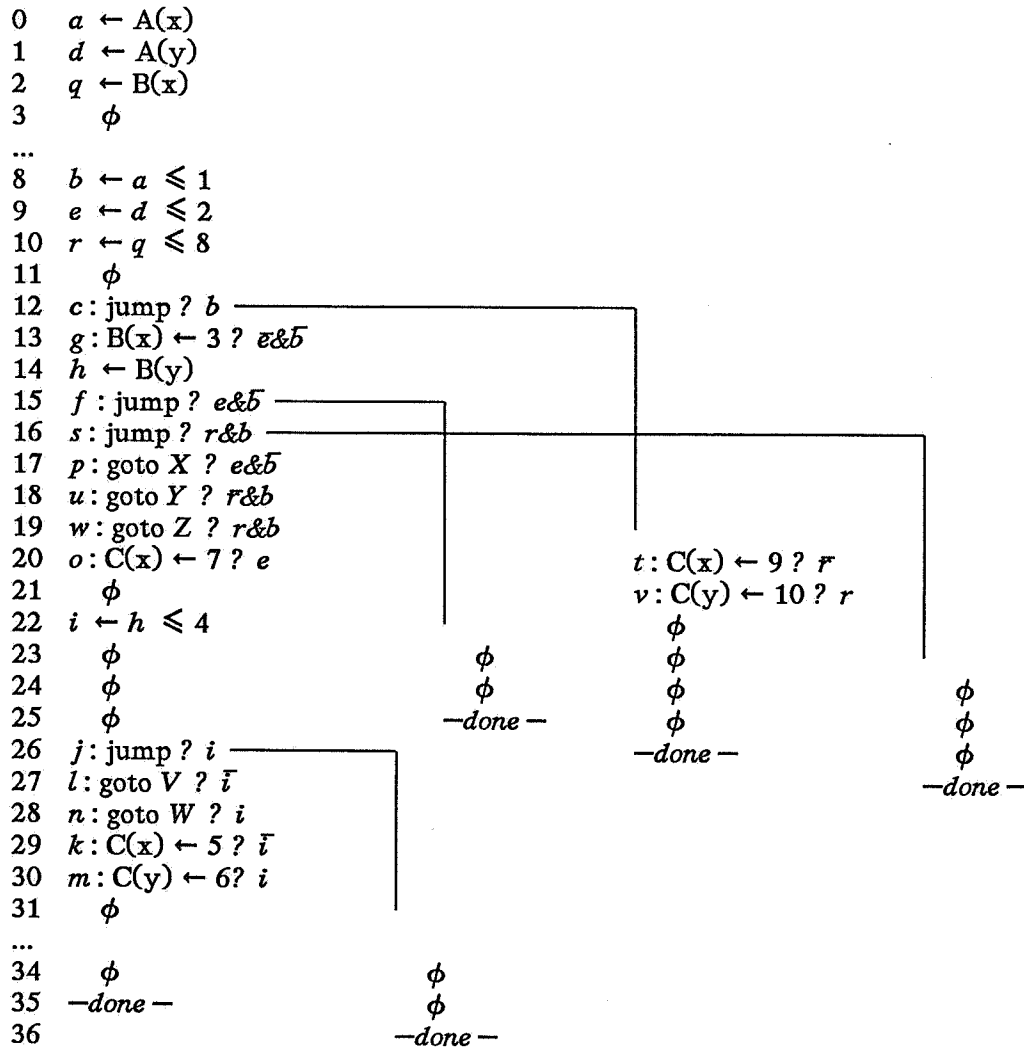 0 a ← A(x)
1 d ← A(y)
2 q ← B(x)
3 ϕ
...
8 b ← a ⩽ 1
9 e ← d ⩽ 2
10 r ← q ⩽ 8
11 ϕ
12 c: jump ? b
13 g: B(x) ← 3 ? e̅&b̅
14 h ← B(y)
15 f: jump ? e&b̅
16 s: jump ? r&b
17 p: goto X ? e&b̅
18 u: goto Y ? r̅&b
19 w: goto Z ? r&b
20 o: C(x) ← 7 ? e t: C(x) ← 9 ? r̅
21 ϕ v: C(y) ← 10 ? r
22 i ← h ⩽ 4 ϕ
23 ϕ ϕ ϕ
24 ϕ ϕ ϕ ϕ
25 ϕ —done— ϕ ϕ
26 j: jump ? i —done— ϕ
27 l: goto V ? i̅ —done—
28 n: goto W ? i
29 k: C(x) ← 5 ? i̅
30 m: C(y) ← 6? i
31 ϕ
...
34 ϕ ϕ
35 —done— ϕ
36 —done—